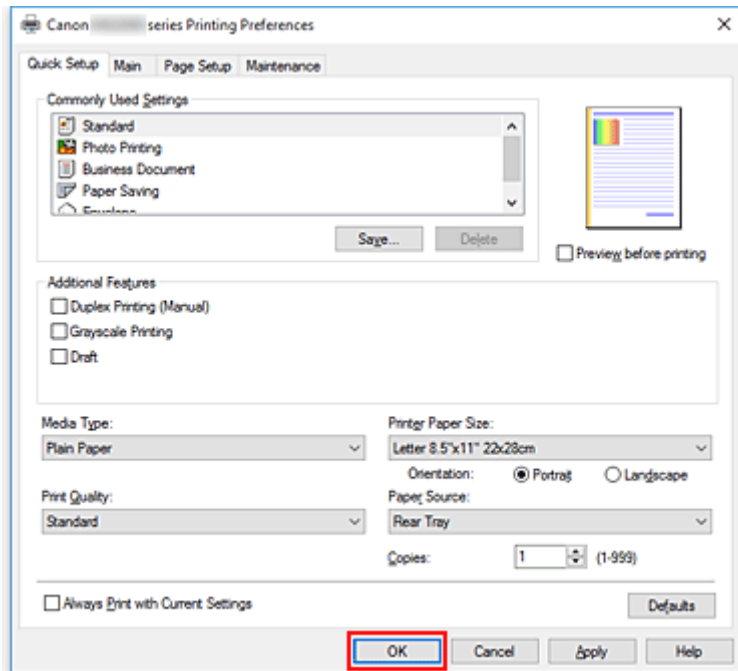 Canon series Printing Preferences
Quick Setup Main Page Setup Maintenance
Commonly Used Settings
Standard
Photo Printing
Business Document
Paper Saving
Envelope
Save... Delete
Preview before printing
Additional Features
Duplex Printing (Manual)
Grayscale Printing
Draft
Media Type: Printer Paper Size:
Plain Paper Letter 8.5"x11" 22x28cm
Orientation: Portrait Landscape
Print Quality: Paper Source:
Standard Rear Tray
Copies: 1 (1-999)
Always Print with Current Settings Defaults
OK Cancel Apply Help